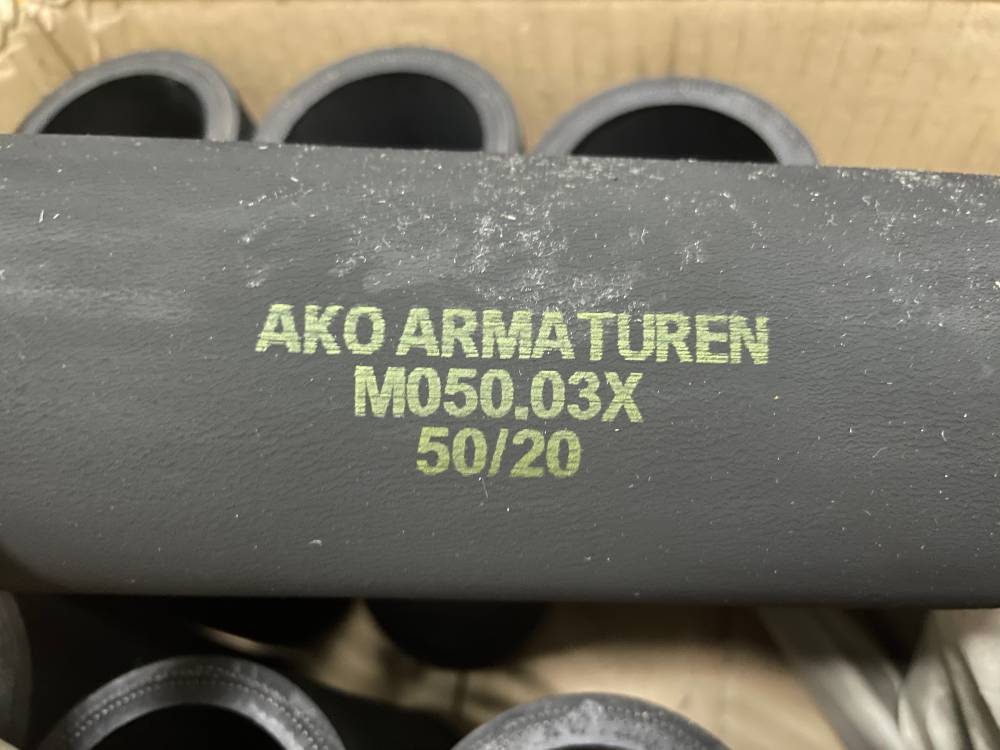 AKO ARMATUREN
M050.03X
50/20